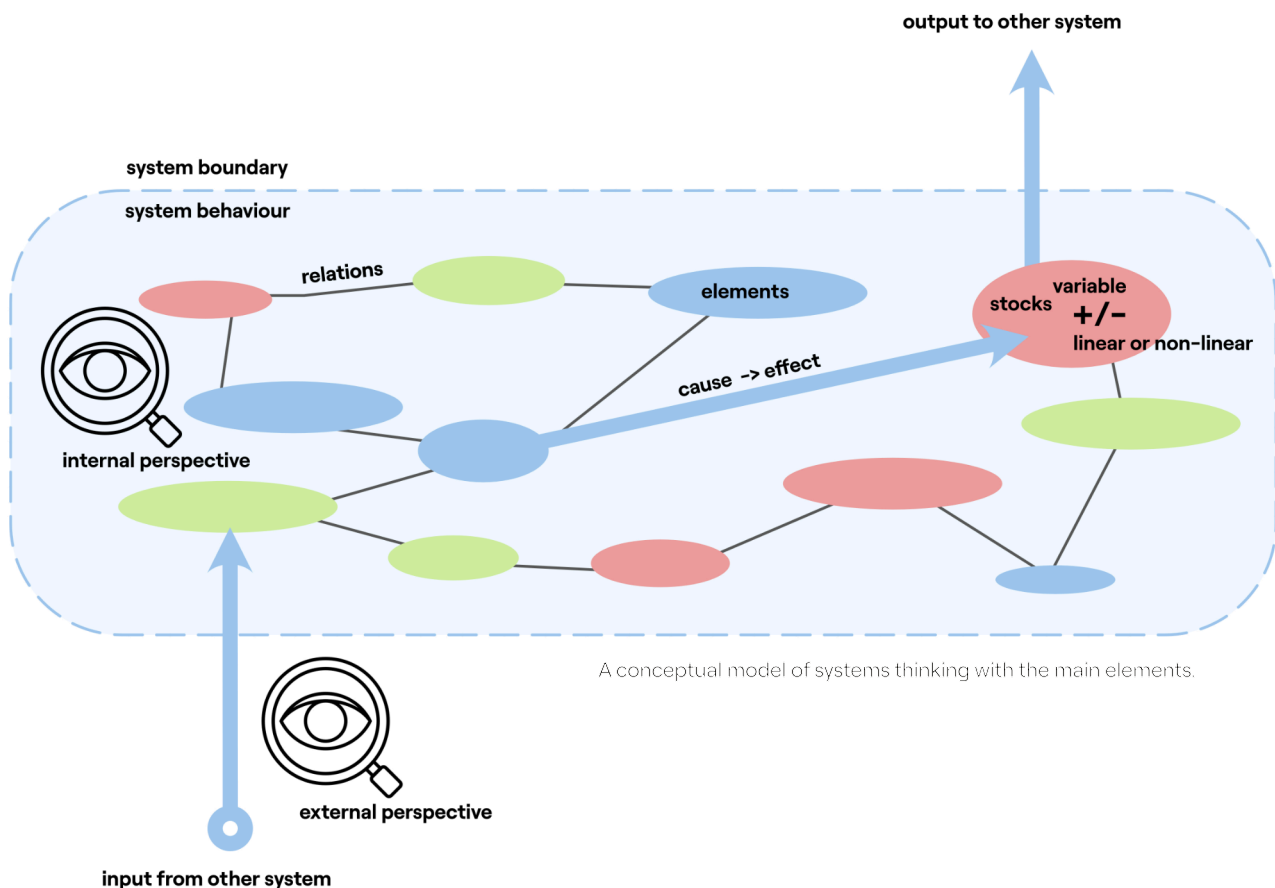 output to other system
system boundary
system behaviour
relations
elements
variable
stocks
+/-
linear or non-linear
cause -> effect
internal perspective
A conceptual model of systems thinking with the main elements.
external perspective
input from other system